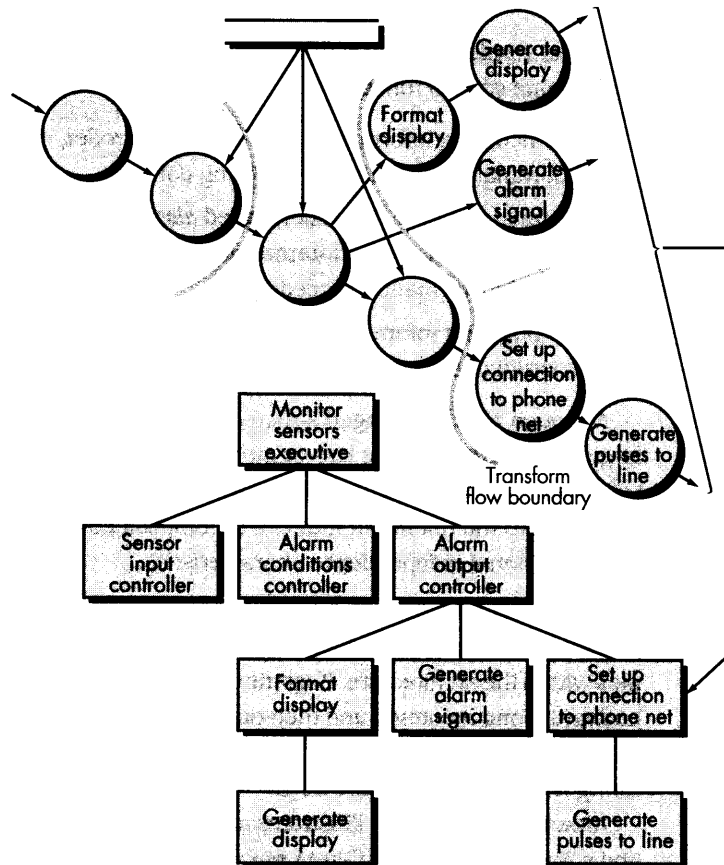 Generate
display
Format
display
Generate
alarm
signal
Set up
connection
to phone
net
Generate
pulses to
line
Transform
flow boundary
Monitor
sensors
executive
Sensor
input
controller
Alarm
conditions
controller
Alarm
output
controller
Format
display
Generate
alarm
signal
Set up
connection
to phone net
Generate
display
Generate
pulses to line